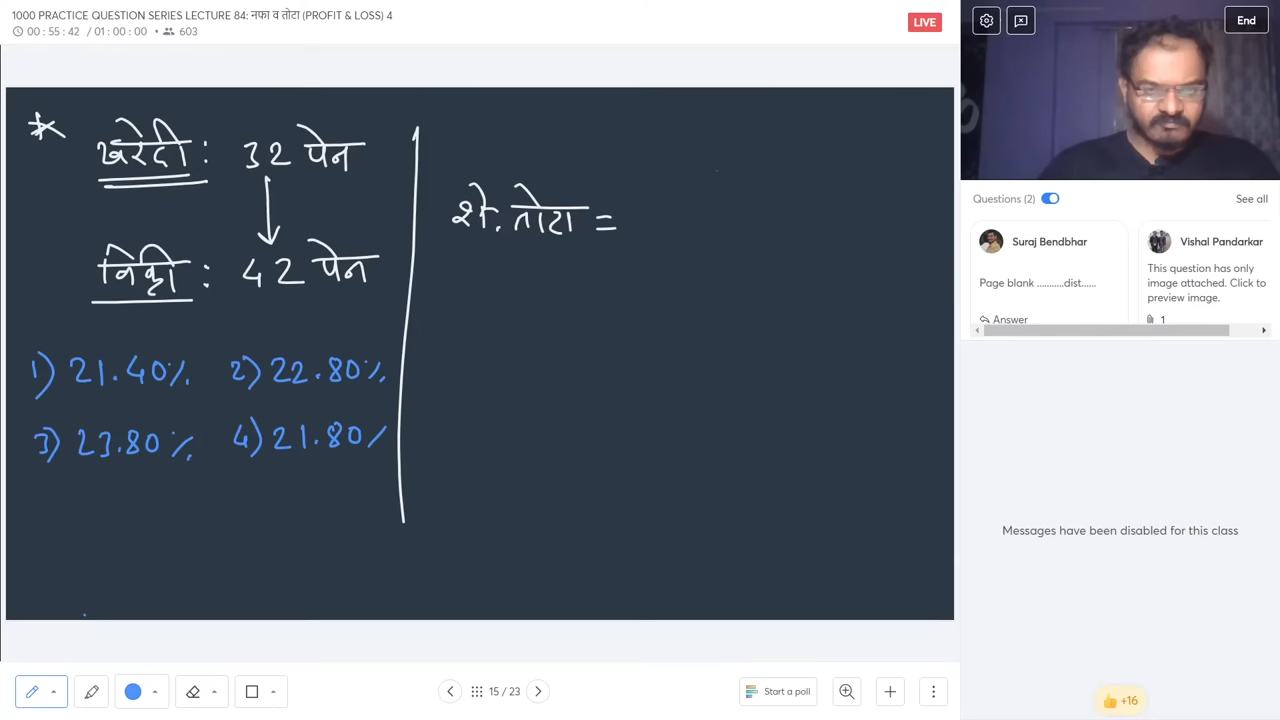 1000 PRACTICE QUESTION SERIES LECTURE 84: नफा व तोटा (PROFIT & LOSS) 4
00 : 55 : 42 / 01 : 00 : 00 • 603
LIVE
End
* खरेदी : 32 पेन
विक्री : 42 पेन
1) 21.40% 2) 22.80%
3) 23.80% 4) 21.80%
शे. तोटा =
Questions (2)
See all
Suraj Bendbhar
Page blank ...........dist......
Answer
Vishal Pandarkar
This question has only
image attached. Click to
preview image.
1
Messages have been disabled for this class
15 / 23
Start a poll
+16